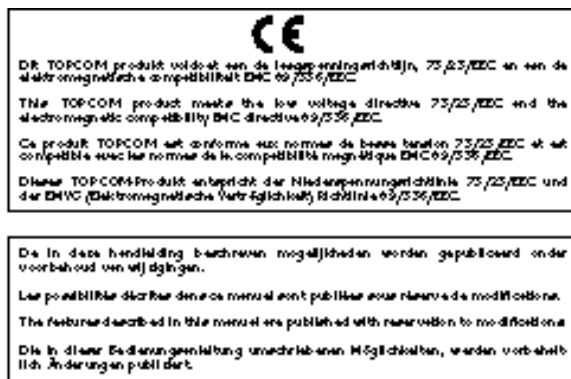 CE
Dit TOPCOM produkt voldoet aan de laagspanningsrichtlijn, 73/23/EEC en aan de
elektromagnetische compatibiliteit EMC 89/336/EEC.
This TOPCOM product meets the low voltage directive 73/23/EEC and the
electromagnetic compatibility EMC directive 89/336/EEC.
Ce produit TOPCOM est conforme aux normes de basse tension 73/23/EEC et est
compatible avec les normes de la compatibilité magnétique EMC 89/336/EEC.
Dieses TOPCOM-Produkt entspricht der Niederspennungsrichtlinie 73/23/EEC und
der EMVG (Elektromagnetische Verträglichkeit) Richtlinie 89/336/EEC.
De in deze handleiding beschreven mogelijkheden worden gepubliceerd onder
voorbehoud van wijzigingen.
Les possibilités décrites dans ce manuel sont publiées sous réserve de modifications.
The features described in this manual are published with reservation to modifications.
Die in dieser Bedienungsanleitung umschriebenen Möglichkeiten, werden vorbehalt-
lich Änderungen publiziert.